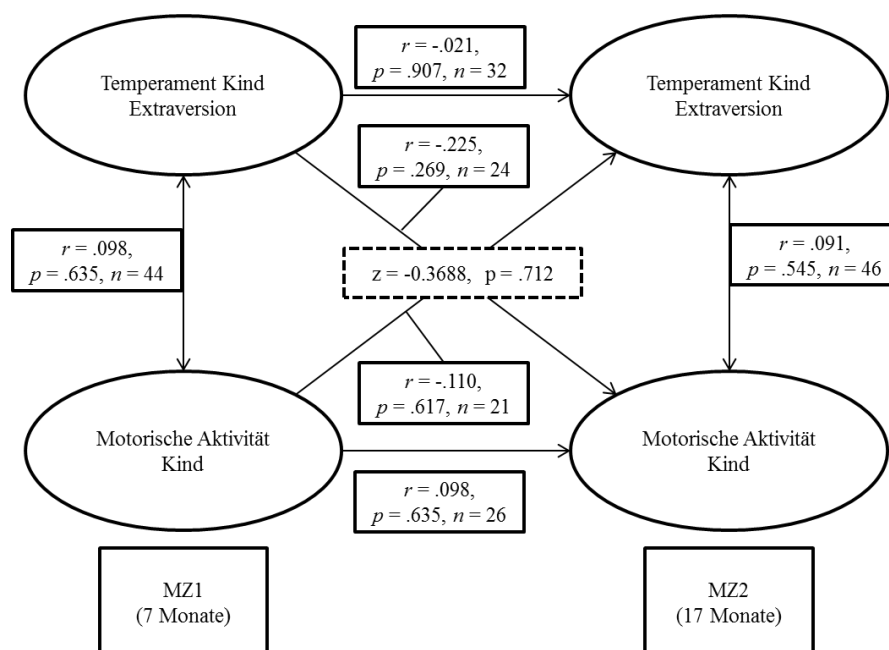 Temperament Kind
Extraversion
r = -.021,
p = .907, n = 32
Temperament Kind
Extraversion
r = -.225,
p = .269, n = 24
r = .098,
p = .635, n = 44
z = -0.3688, p = .712
r = .091,
p = .545, n = 46
r = -.110,
p = .617, n = 21
Motorische Aktivität
Kind
Motorische Aktivität
Kind
r = .098,
p = .635, n = 26
MZ1
(7 Monate)
MZ2
(17 Monate)